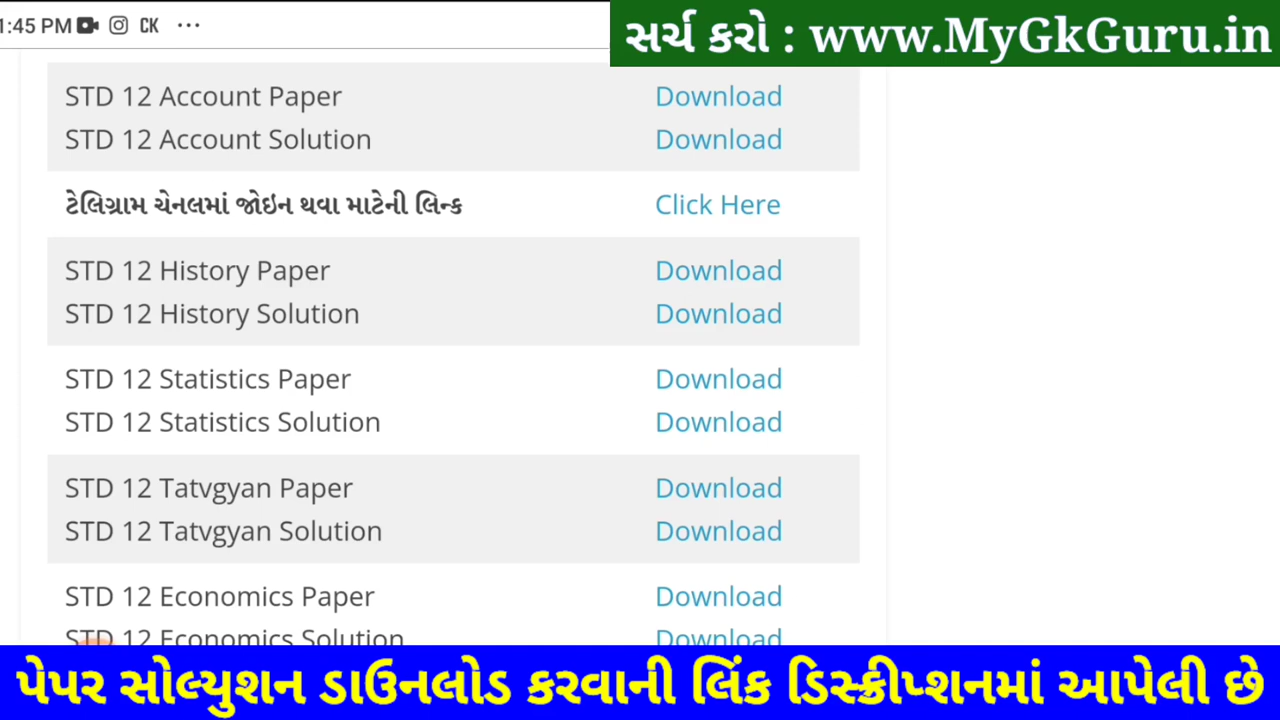 1:45 PM CK ...
સર્ચ કરો : www.MyGkGuru.in
STD 12 Account Paper Download
STD 12 Account Solution Download
ટેલિગ્રામ ચેનલમાં જોઇન થવા માટેની લિન્ક Click Here
STD 12 History Paper Download
STD 12 History Solution Download
STD 12 Statistics Paper Download
STD 12 Statistics Solution Download
STD 12 Tatvgyan Paper Download
STD 12 Tatvgyan Solution Download
STD 12 Economics Paper Download
STD 12 Economics Solution Download
પેપર સોલ્યુશન ડાઉનલોડ કરવાની લિંક ડિસ્ક્રીપ્શનમાં આપેલી છે